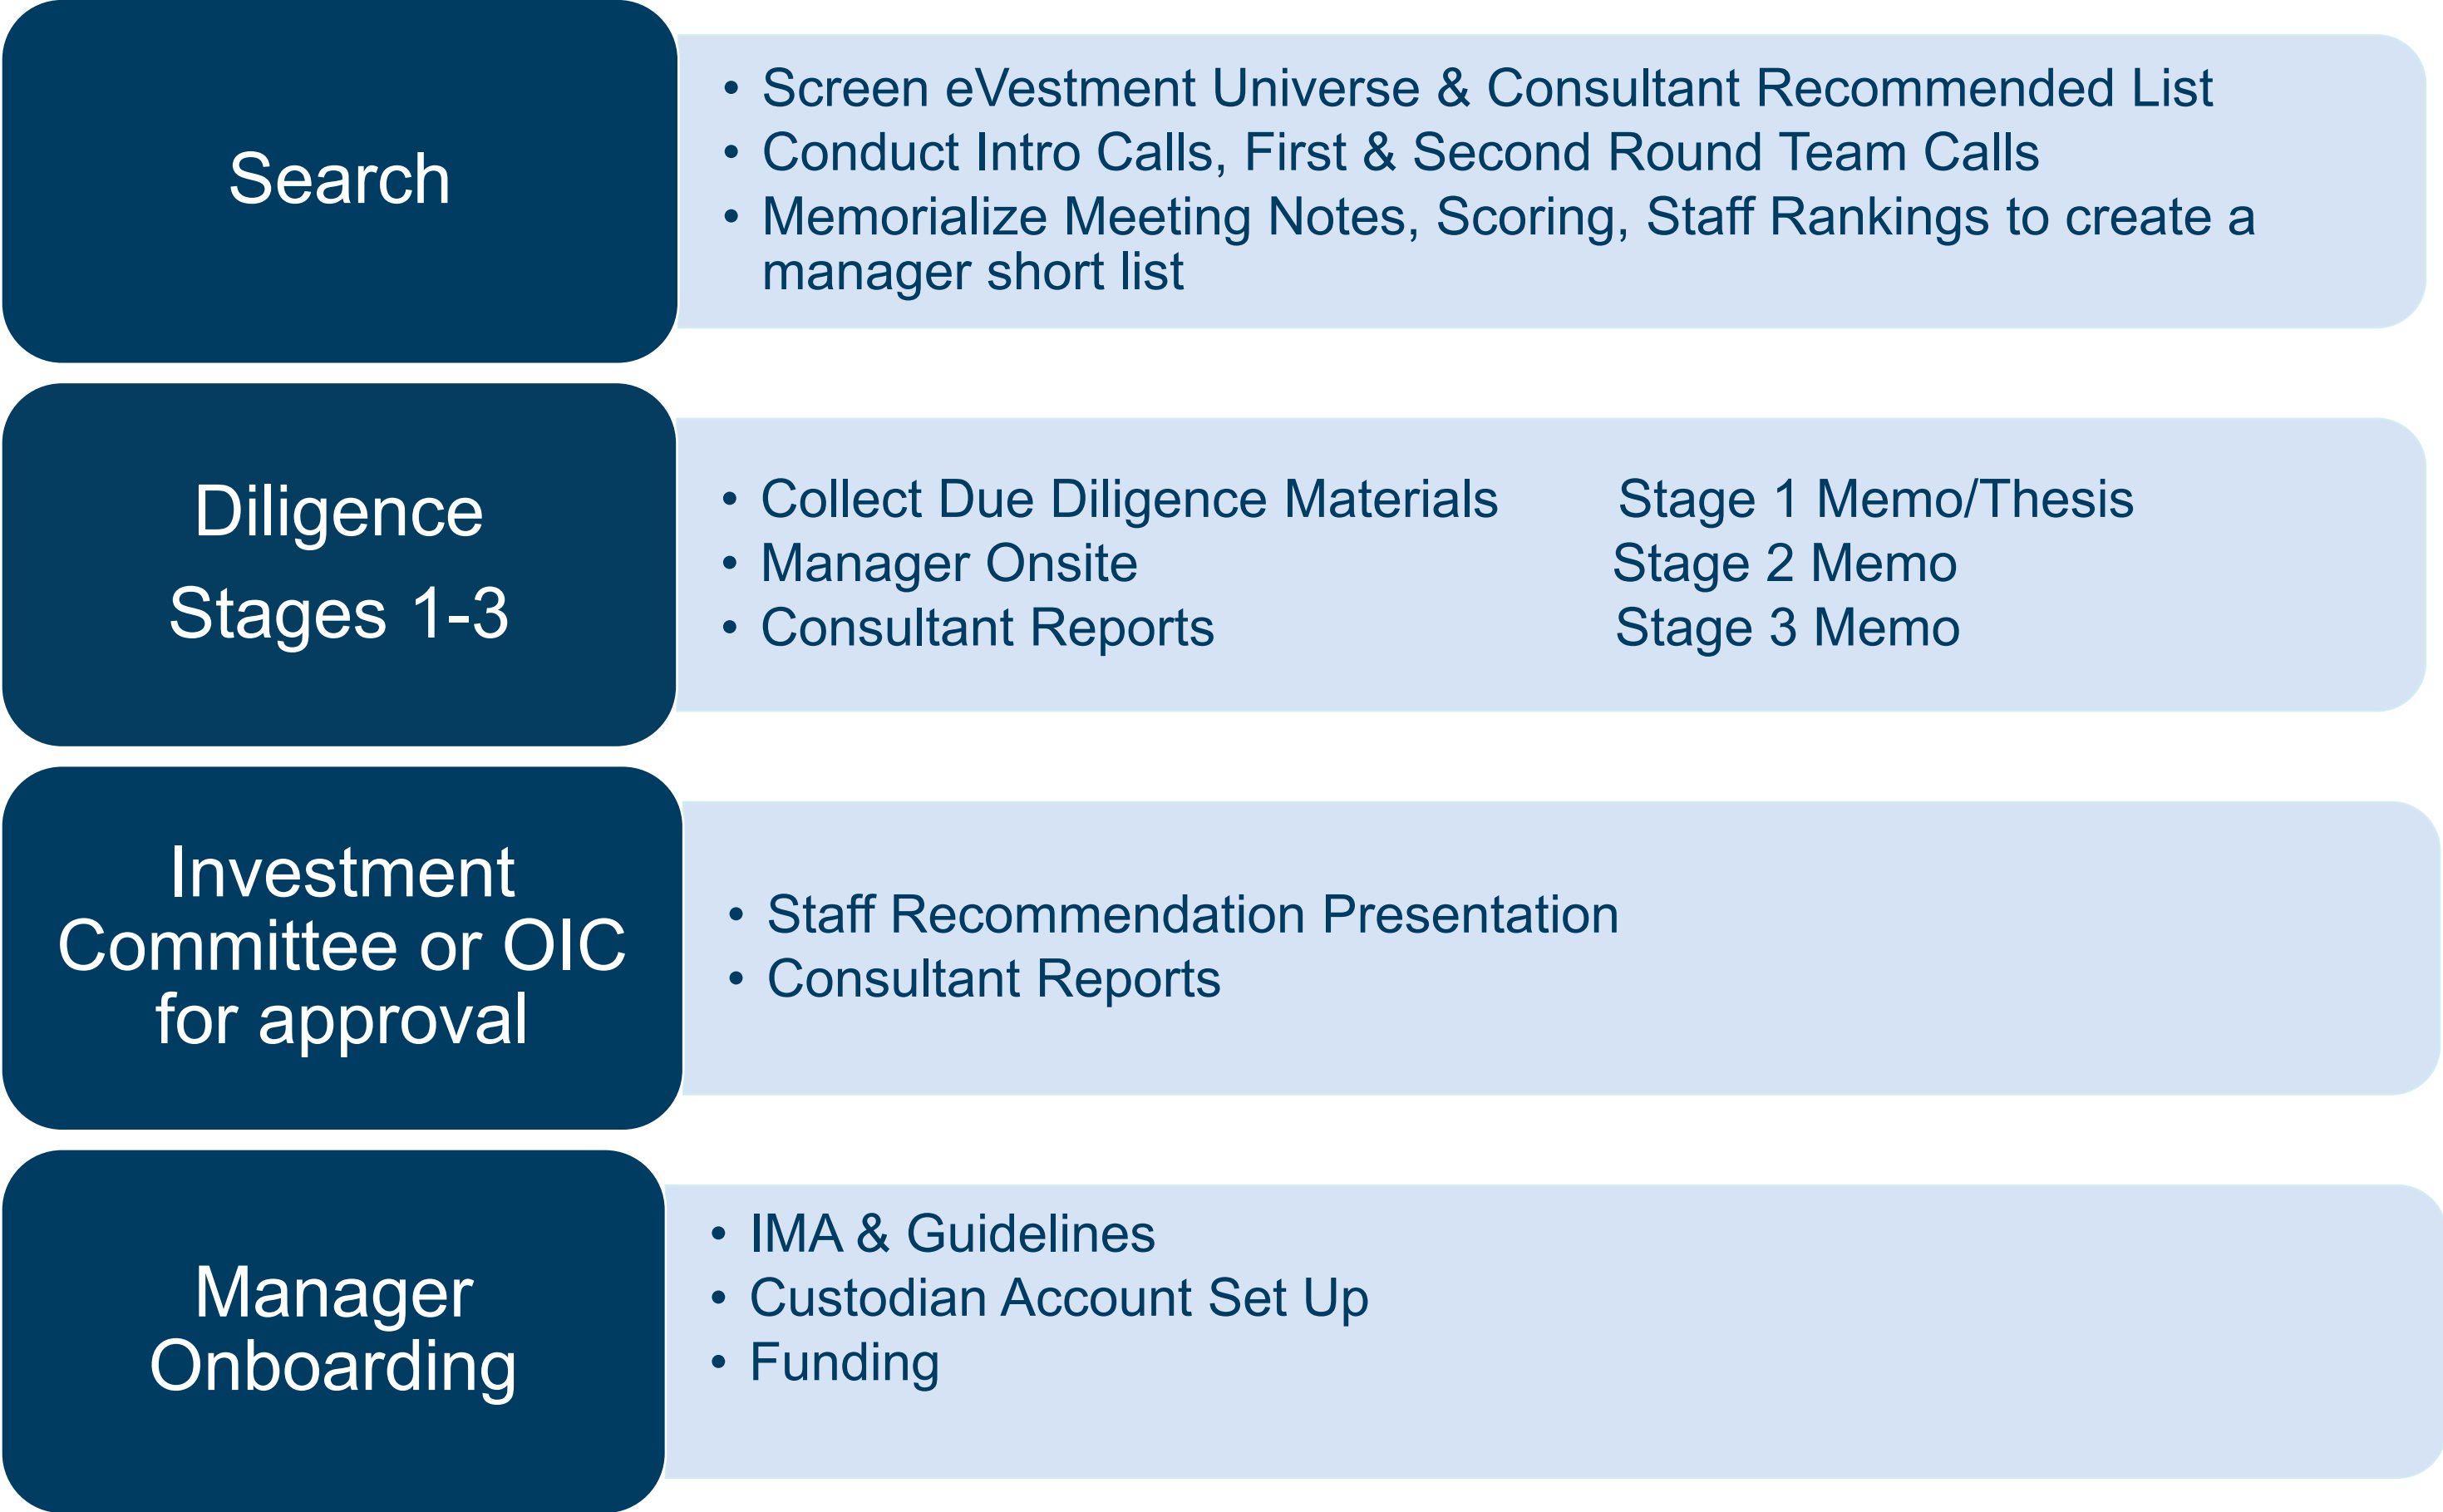 Search
• Screen eVestment Universe & Consultant Recommended List
• Conduct Intro Calls, First & Second Round Team Calls
• Memorialize Meeting Notes, Scoring, Staff Rankings to create a
manager short list
Diligence
Stages 1-3
• Collect Due Diligence Materials Stage 1 Memo/Thesis
• Manager Onsite Stage 2 Memo
• Consultant Reports Stage 3 Memo
Investment
Committee or OIC
for approval
• Staff Recommendation Presentation
• Consultant Reports
Manager
Onboarding
• IMA & Guidelines
• Custodian Account Set Up
• Funding